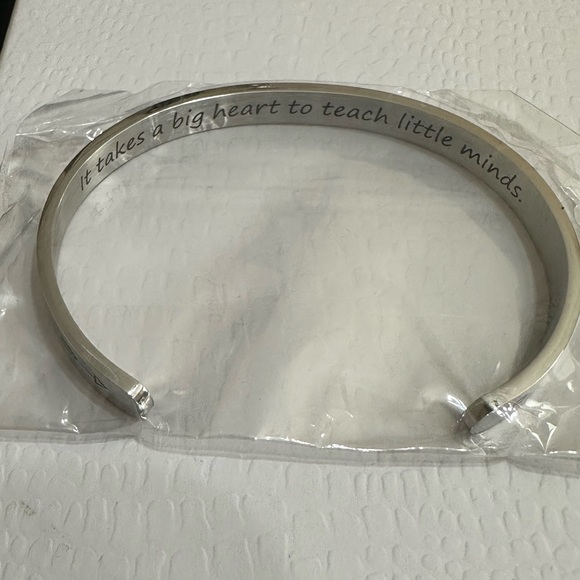 It takes a big heart to teach little minds.